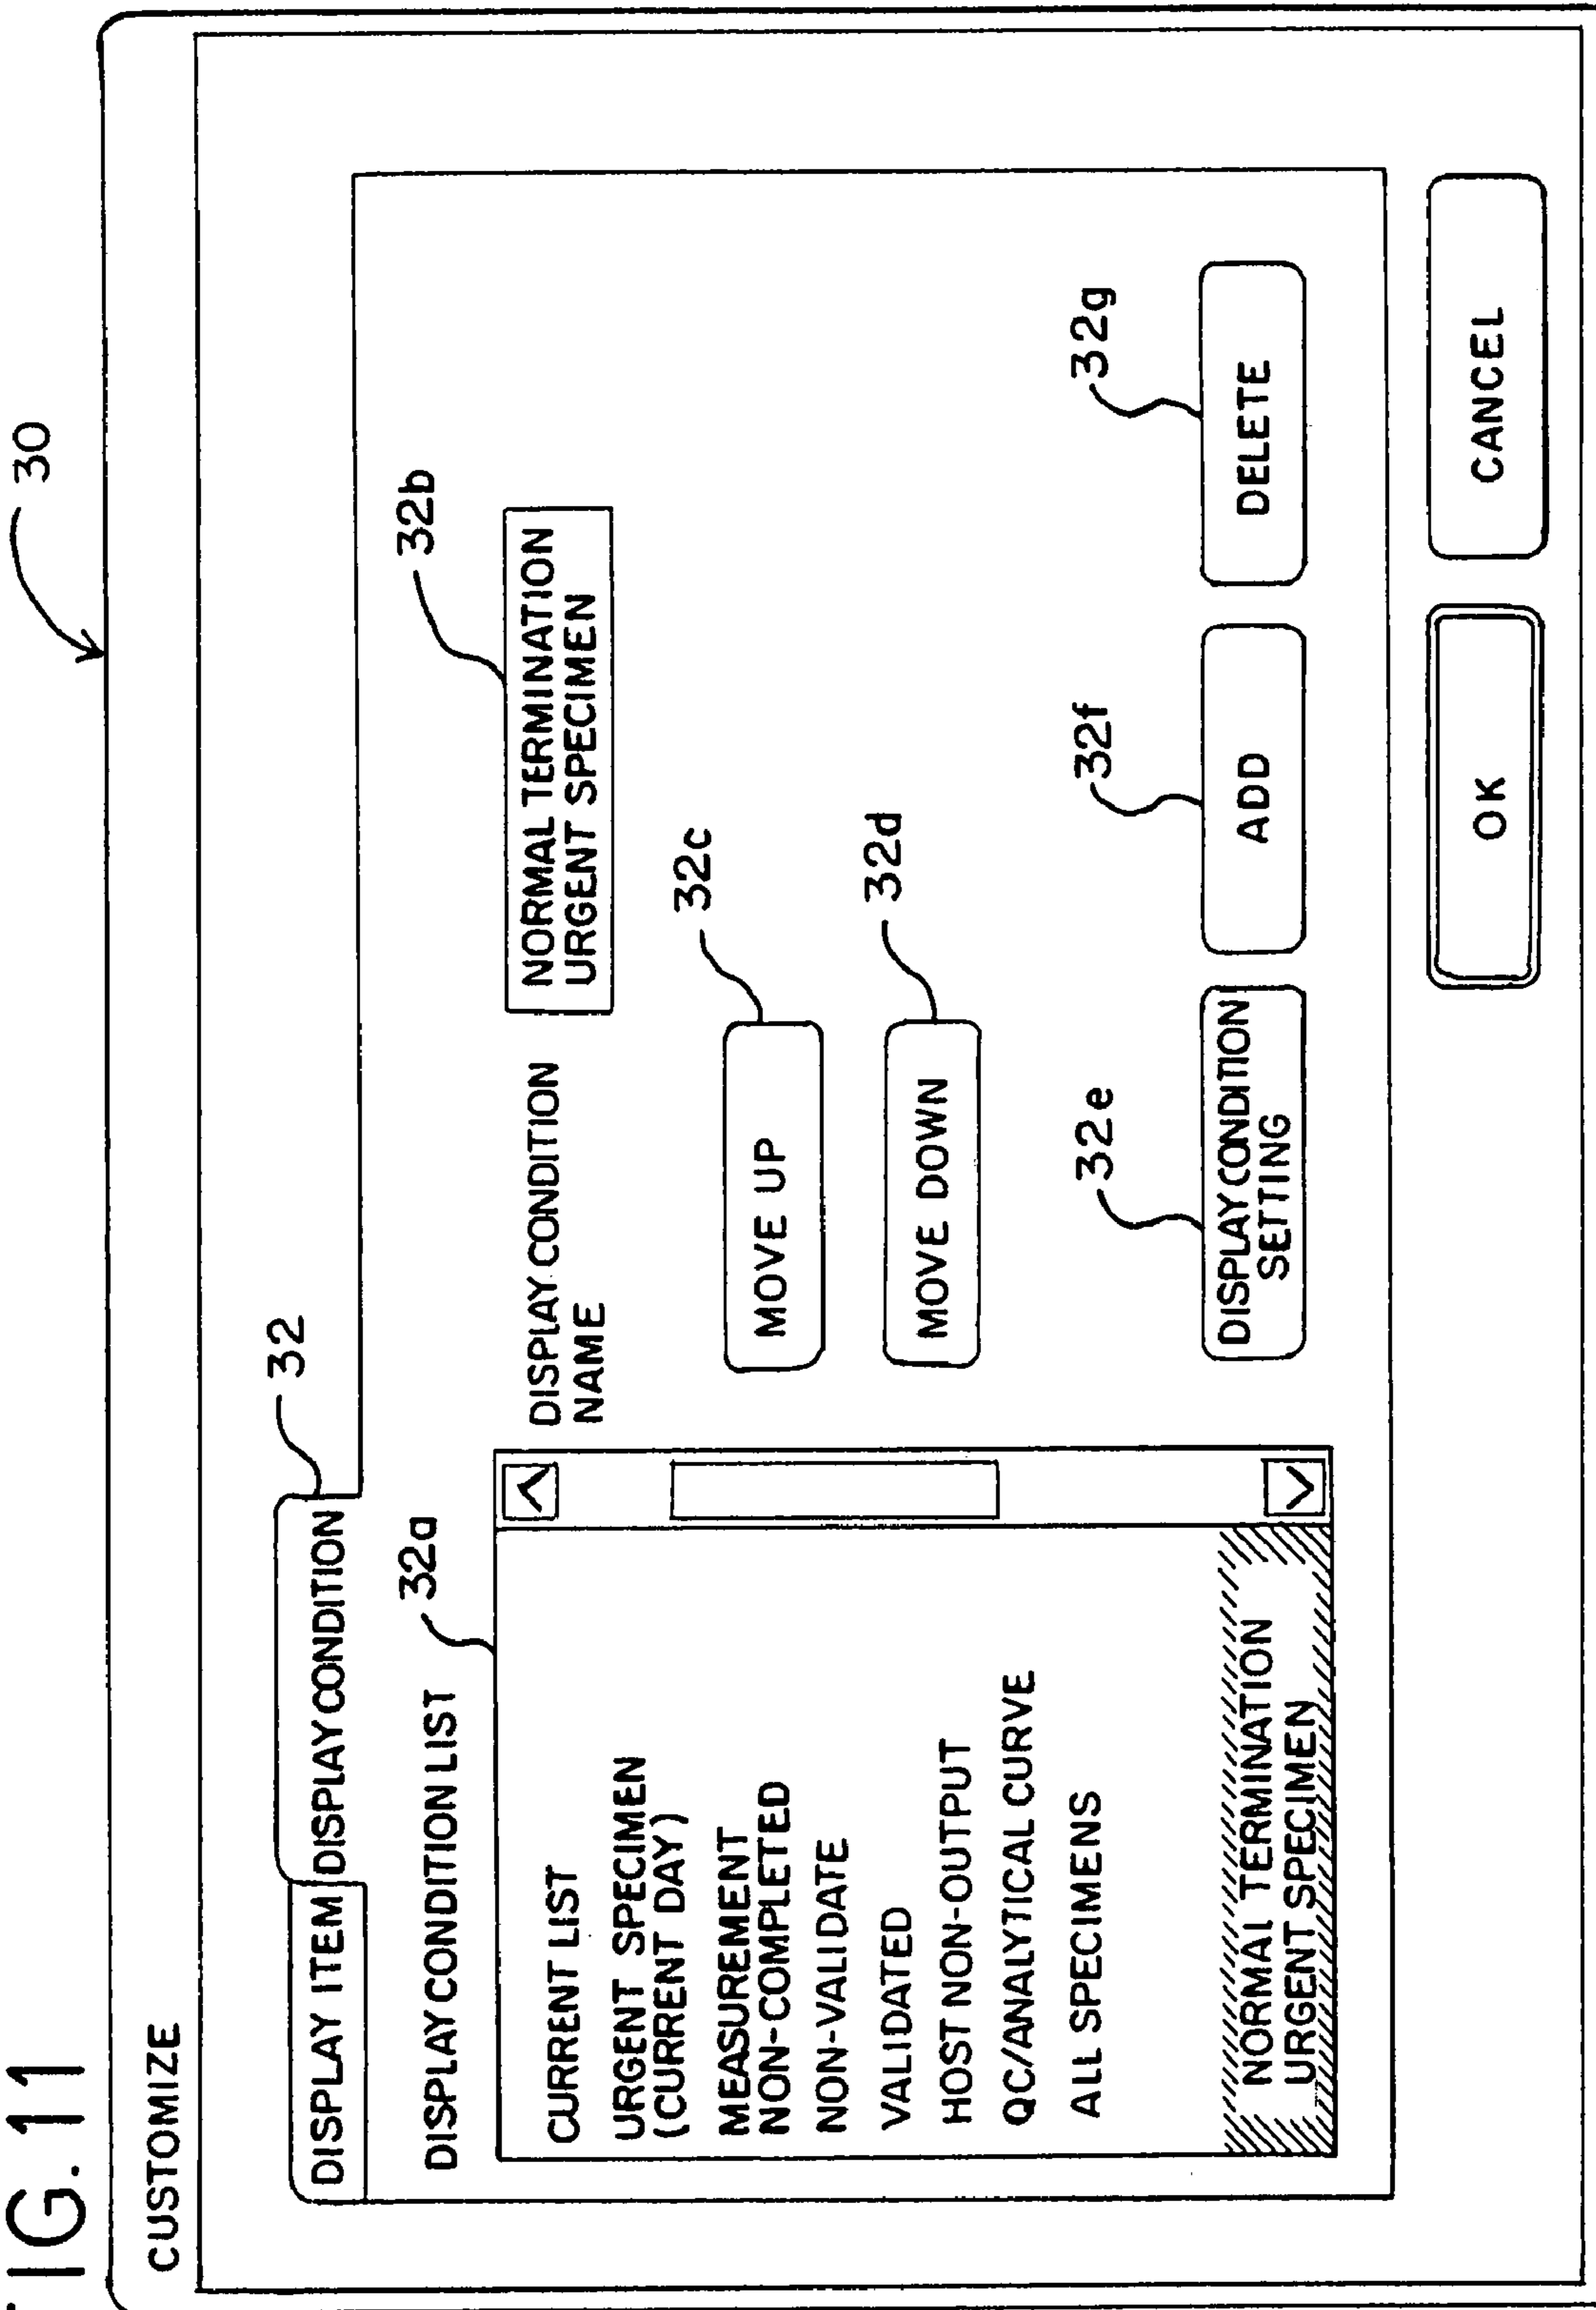 FIG. 11
30
CUSTOMIZE
32
DISPLAY ITEM
DISPLAY CONDITION
DISPLAY CONDITION LIST
32a
32b
CURRENT LIST
URGENT SPECIMEN
(CURRENT DAY)
MEASUREMENT
NON-COMPLETED
NON-VALIDATE
VALIDATED
HOST NON-OUTPUT
QC/ANALYTICAL CURVE
ALL SPECIMENS
NORMAL TERMINATION
URGENT SPECIMEN
DISPLAY CONDITION
NAME
NORMAL TERMINATION
URGENT SPECIMEN
32c
MOVE UP
32d
MOVE DOWN
32e
32f
32g
DISPLAY CONDITION
SETTING
ADD
DELETE
OK
CANCEL